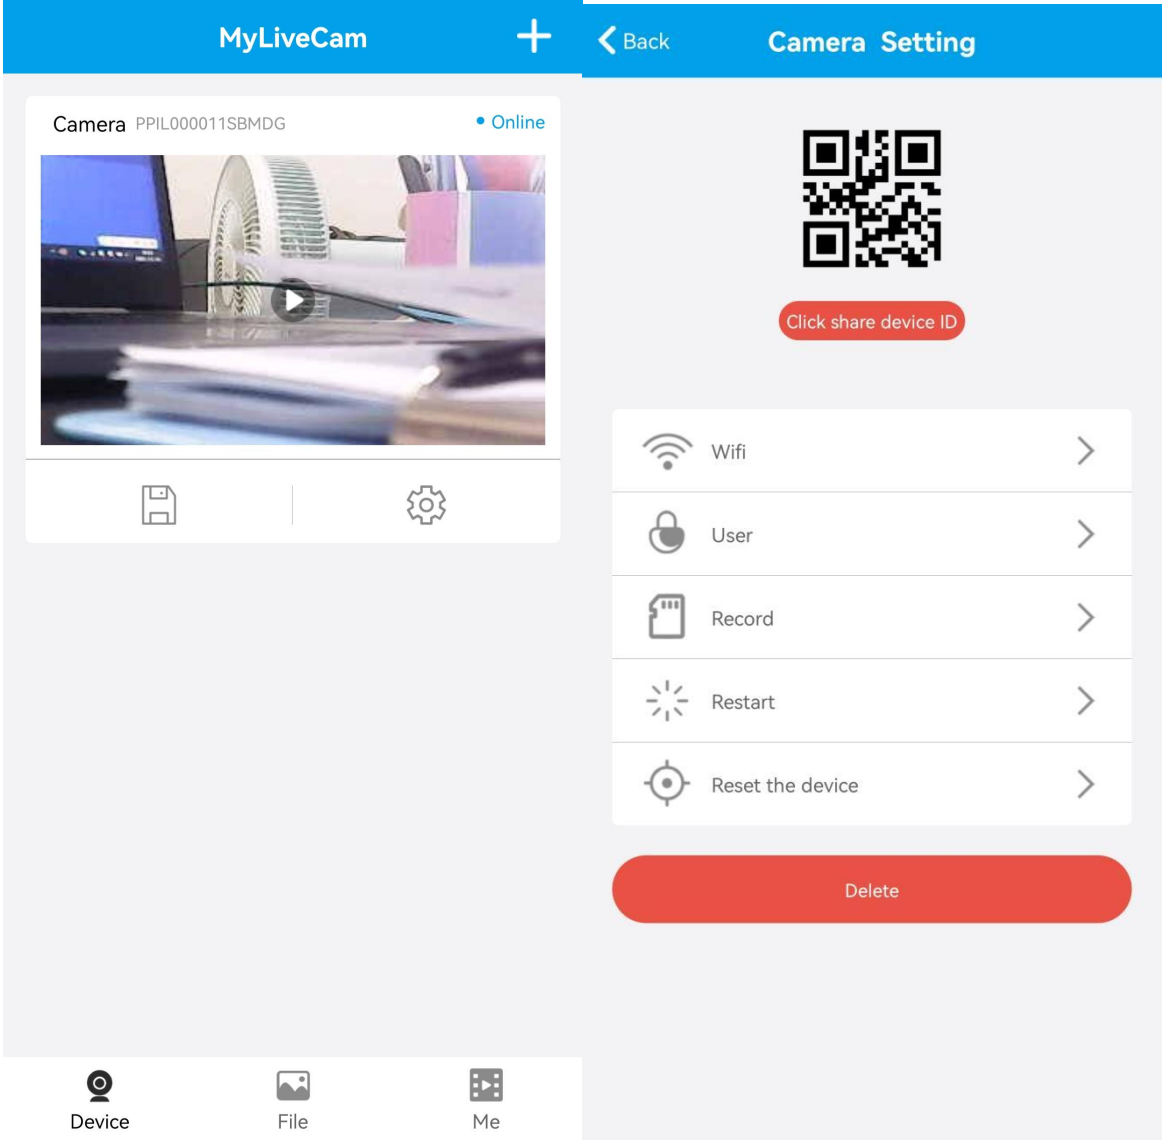 MyLiveCam
Camera PPIL000011SBMDG
Online
Device
File
Me
Back
Camera Setting
Click share device ID
Wifi
User
Record
Restart
Reset the device
Delete